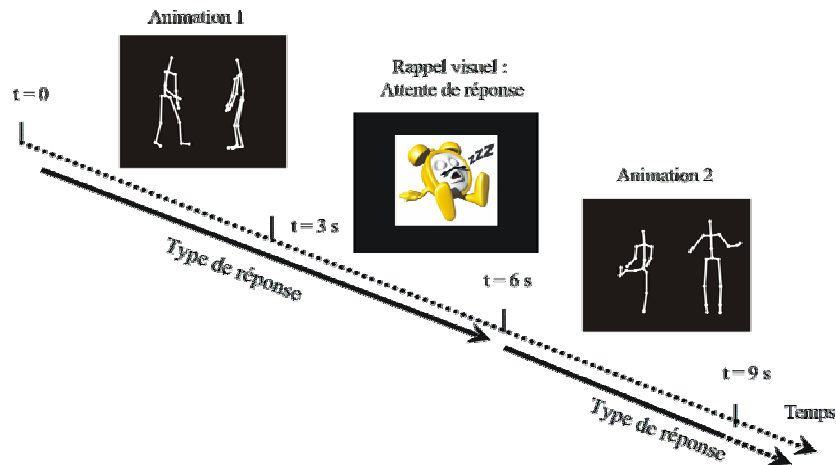 Animation 1
t = 0
Rappel visuel :
Attente de réponse
zzz
Animation 2
t = 3 s
Type de réponse
t = 6 s
t = 9 s
Temps
Type de réponse